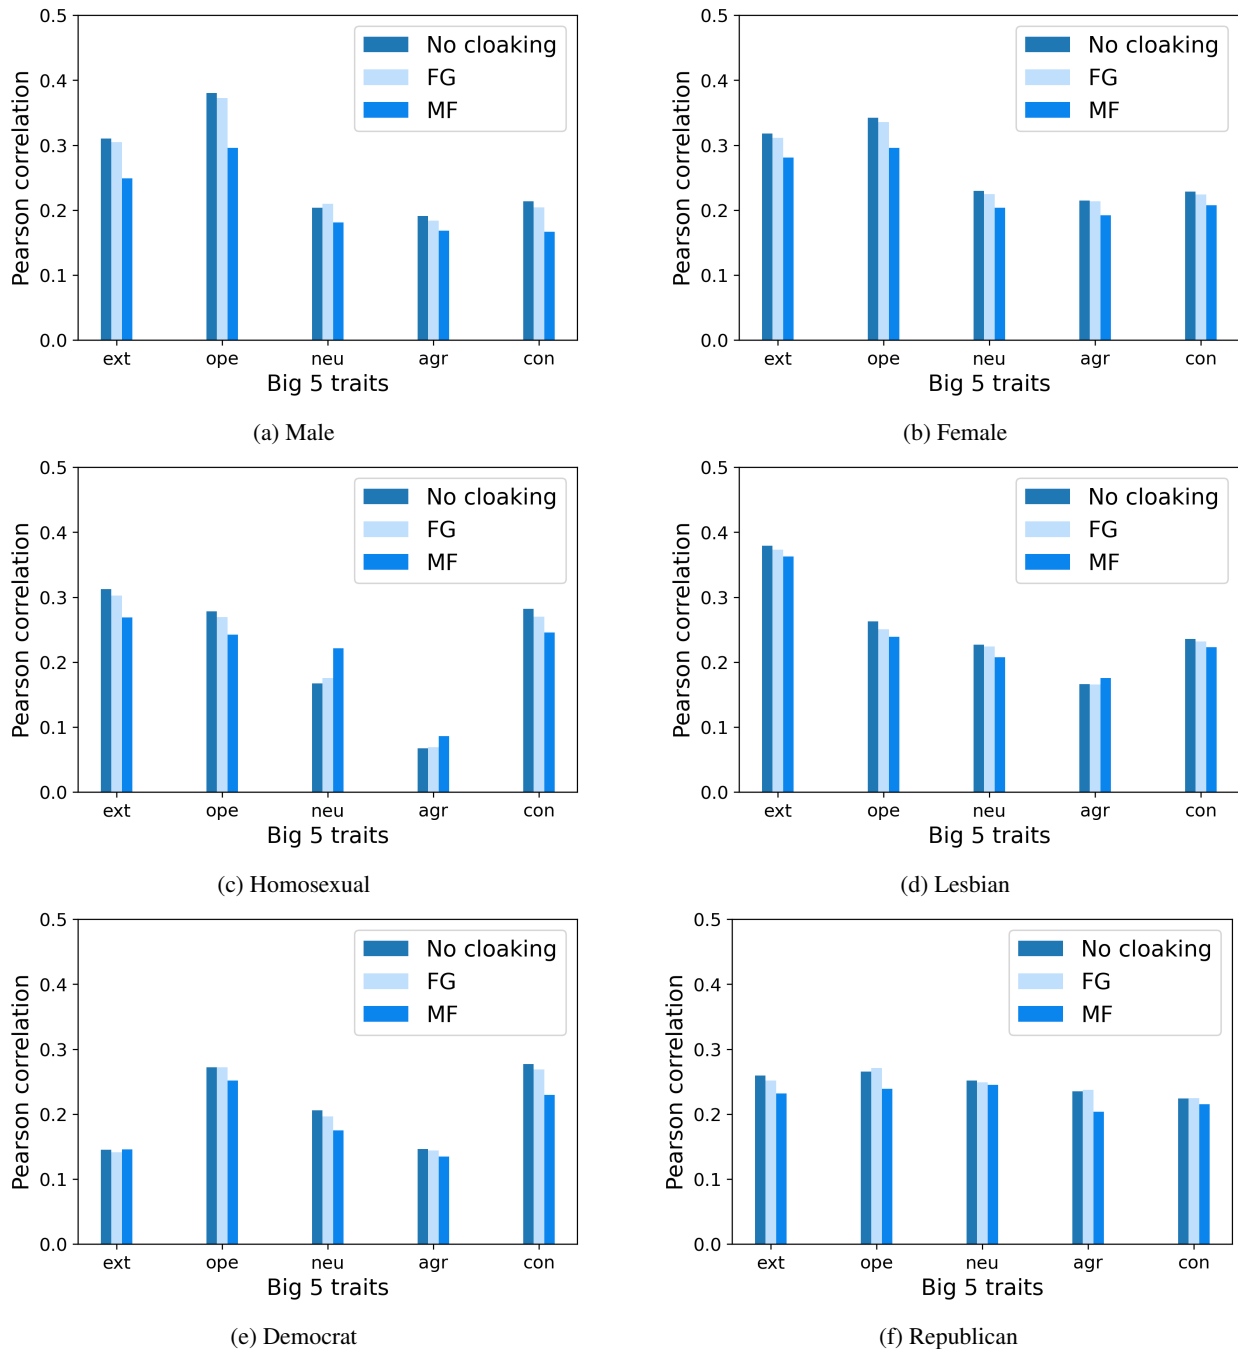 0.5
0.4
0.3
0.2
0.1
0.0
Pearson correlation
No cloaking
FG
MF
ext ope neu agr con
Big 5 traits
(a) Male
0.5
0.4
0.3
0.2
0.1
0.0
Pearson correlation
No cloaking
FG
MF
ext ope neu agr con
Big 5 traits
(b) Female
0.5
0.4
0.3
0.2
0.1
0.0
Pearson correlation
No cloaking
FG
MF
ext ope neu agr con
Big 5 traits
(c) Homosexual
0.5
0.4
0.3
0.2
0.1
0.0
Pearson correlation
No cloaking
FG
MF
ext ope neu agr con
Big 5 traits
(d) Lesbian
0.5
0.4
0.3
0.2
0.1
0.0
Pearson correlation
No cloaking
FG
MF
ext ope neu agr con
Big 5 traits
(e) Democrat
0.5
0.4
0.3
0.2
0.1
0.0
Pearson correlation
No cloaking
FG
MF
ext ope neu agr con
Big 5 traits
(f) Republican